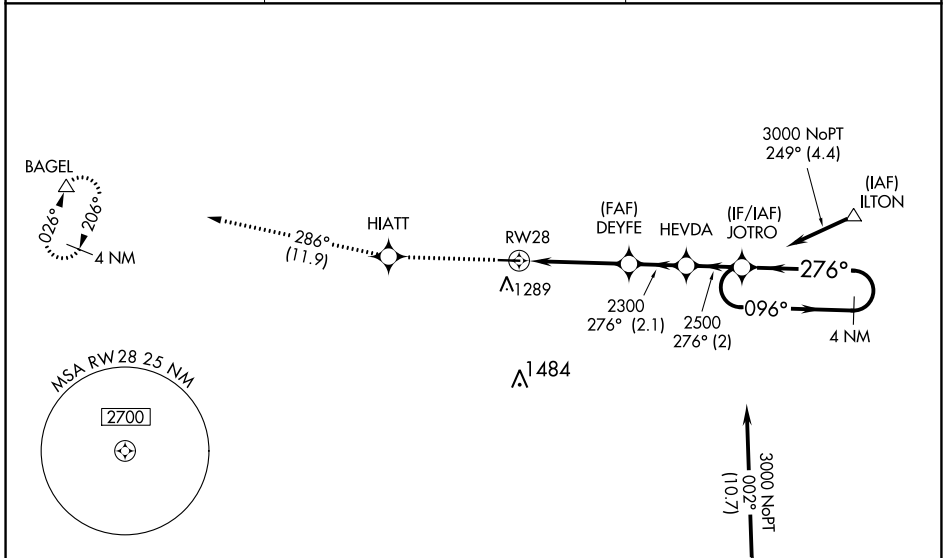 3000 NoPT
249° (4.4)
BAGEL
026°
206°
4 NM
286°
(11.9)
HIATT
RW28
1289
(FAF)
DEYFE
HEVDA
(IF/IAF)
JOTRO
(IAF)
ILTON
276°
096°
4 NM
2300
276° (2.1)
2500
276° (2)
1484
MSA RW 28 25 NM
2700
3000 NoPT
002°
(10.7)